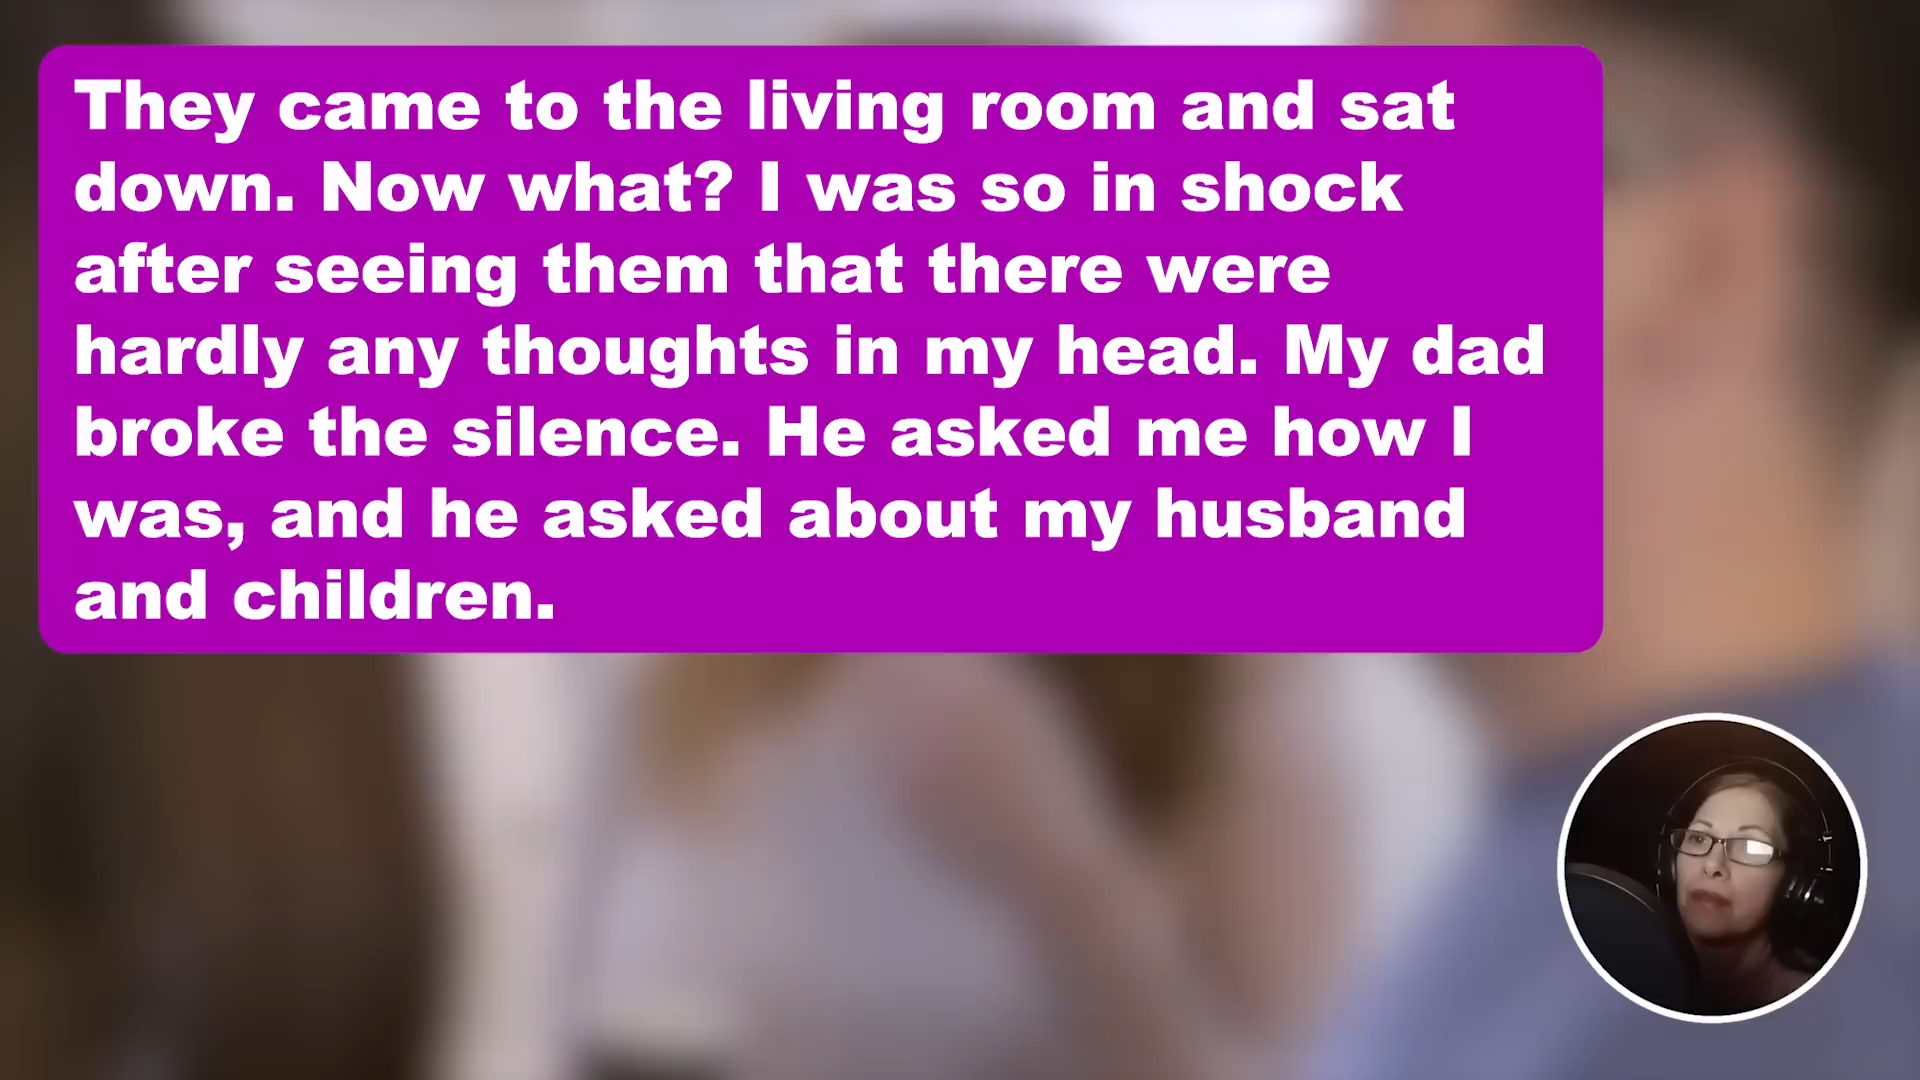 They came to the living room and sat
down. Now what? I was so in shock
after seeing them that there were
hardly any thoughts in my head. My dad
broke the silence. He asked me how I
was, and he asked about my husband
and children.